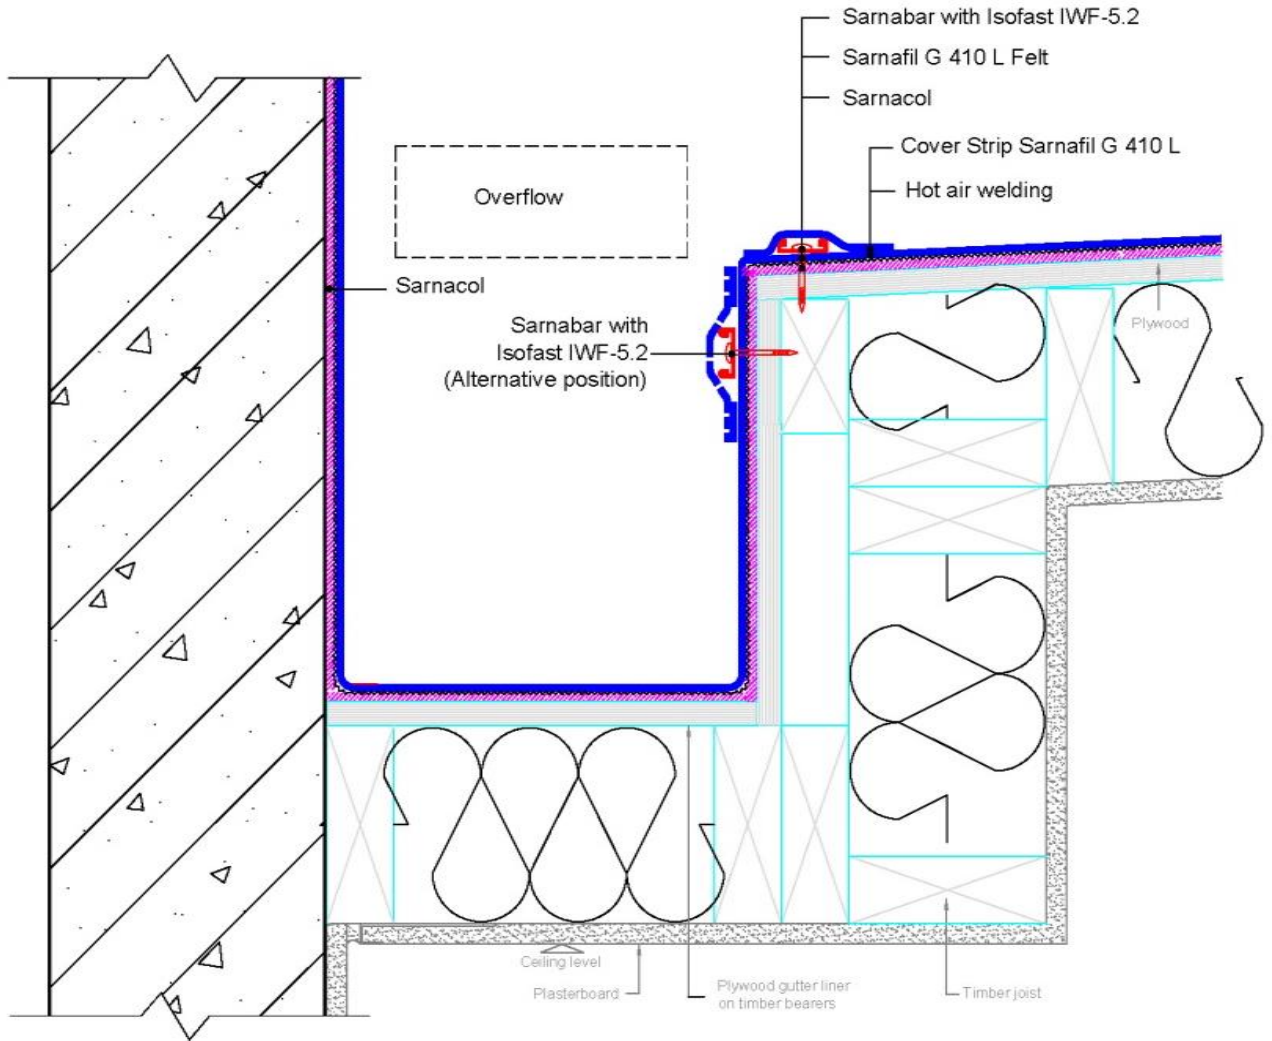 Sarnabar with Isofast IWF-5.2
Sarnafil G 410 L Felt
Sarnacol
Cover Strip Sarnafil G 410 L
Hot air welding
Overflow
Sarnacol
Sarnabar with
Isofast IWF-5.2
(Alternative position)
Plywood
Ceiling level
Plasterboard
Plywood gutter liner
on timber bearers
Timber joist